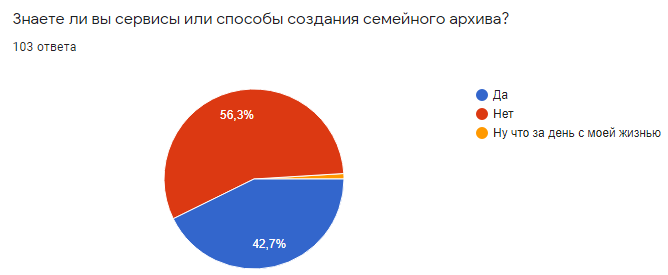 Знаете ли вы сервисы или способы создания семейного архива?
103 ответа
56,3%
42,7%
Да
Нет
Ну что за день с моей жизнью